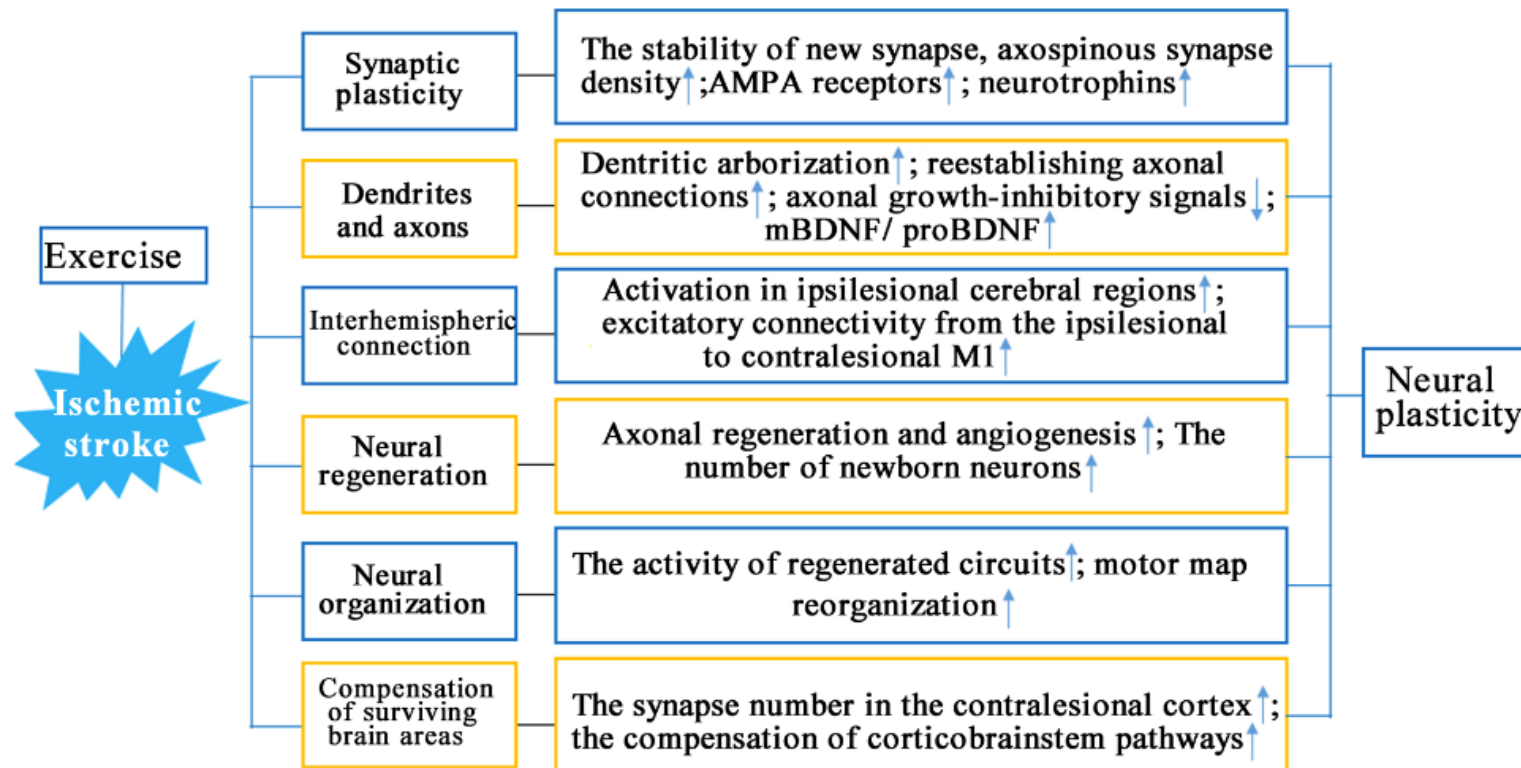 Exercise
Ischemic
stroke
Synaptic
plasticity
The stability of new synapse, axospinous synapse
density↑;AMPA receptors↑; neurotrophins↑
Dendrites
and axons
Dentritic arborization↑; reestablishing axonal
connections↑; axonal growth-inhibitory signals↓;
mBDNF/ proBDNF↑
Interhemispheric
connection
Activation in ipsilesional cerebral regions↑;
excitatory connectivity from the ipsilesional
to contralesional M1↑
Neural
regeneration
Axonal regeneration and angiogenesis↑; The
number of newborn neurons↑
Neural
organization
The activity of regenerated circuits↑; motor map
reorganization↑
Compensation
of surviving
brain areas
The synapse number in the contralesional cortex↑;
the compensation of corticobrainstem pathways↑
Neural
plasticity